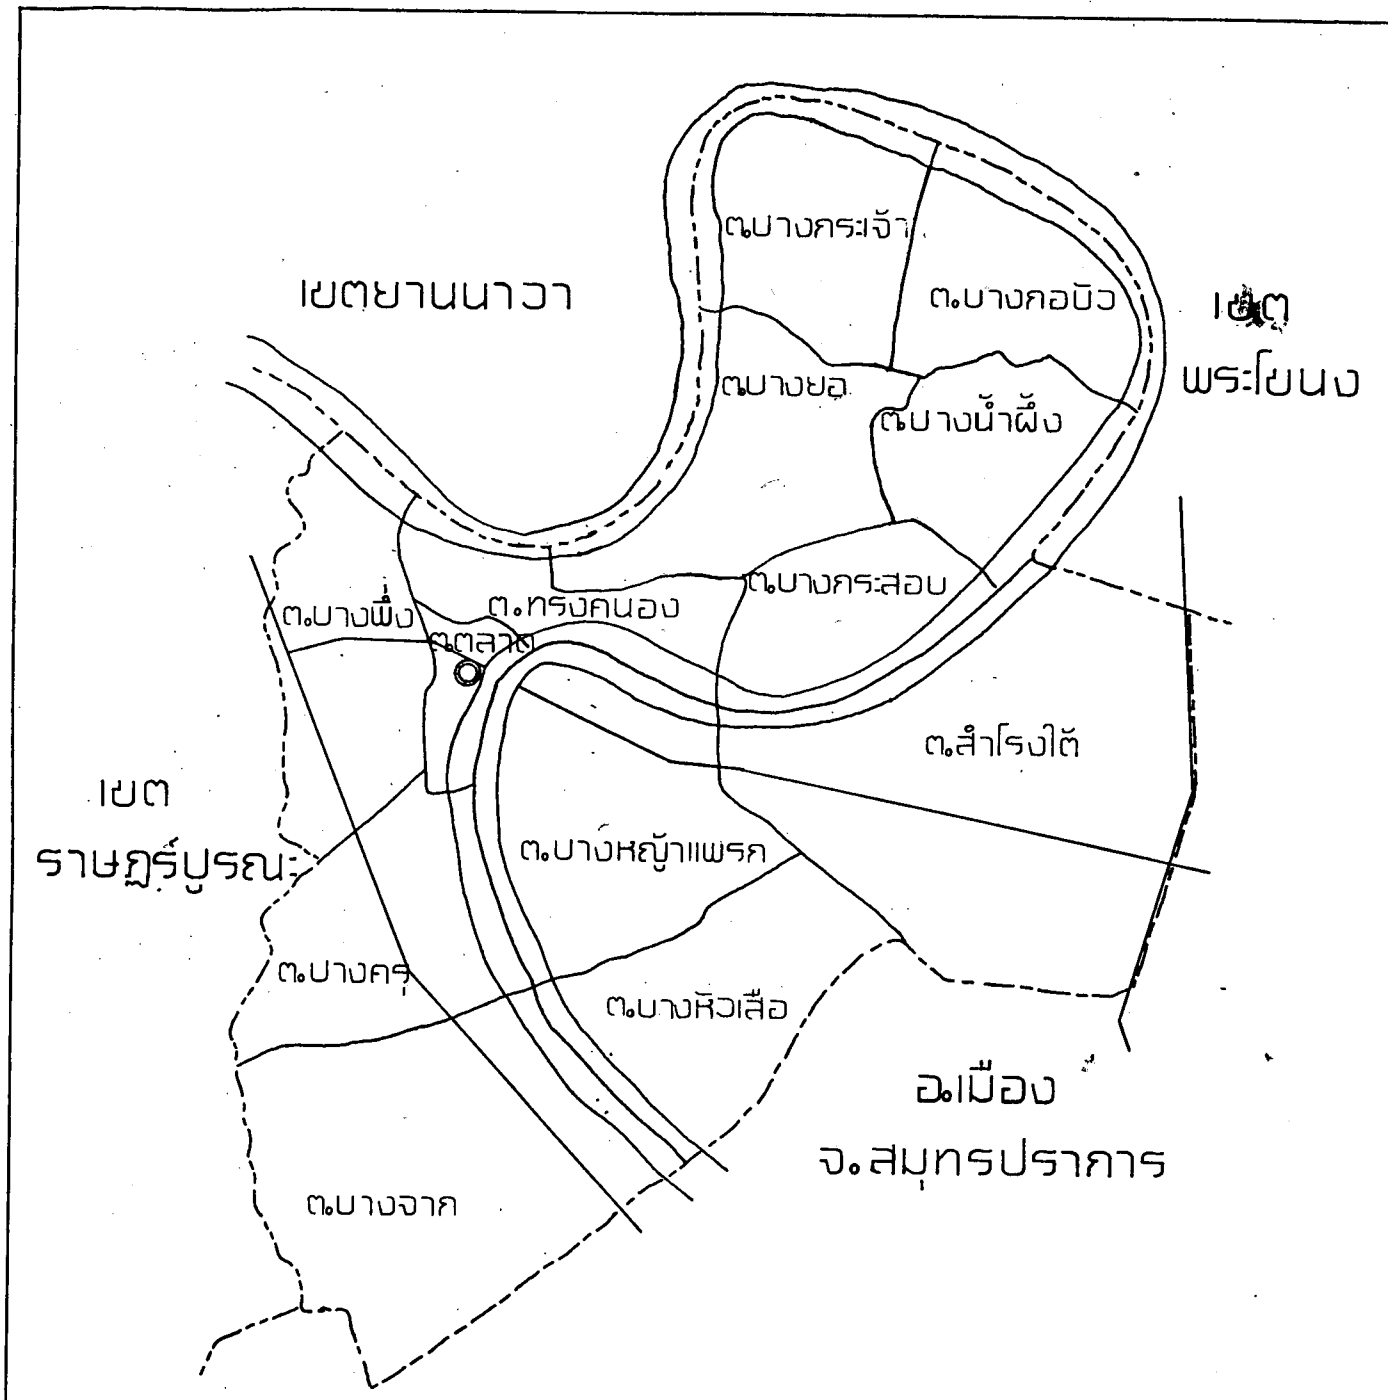 ต.บางกระเจ้า
เขตยานนาวา
ต.บางกอบัว
เขต
พระโขนง
ต.บางยอ
ต.บางน้ำผึ้ง
ต.บางกระสอบ
ต.บางพึ่ง
ต.ทรงคนอง
ต.ตลาด
ต.สำโรงใต้
เขต
ราษฎร์บูรณะ
ต.บางหญ้าแพรก
ต.บางครุ
ต.บางหัวเสือ
อ.เมือง
จ.สมุทรปราการ
ต.บางจาก